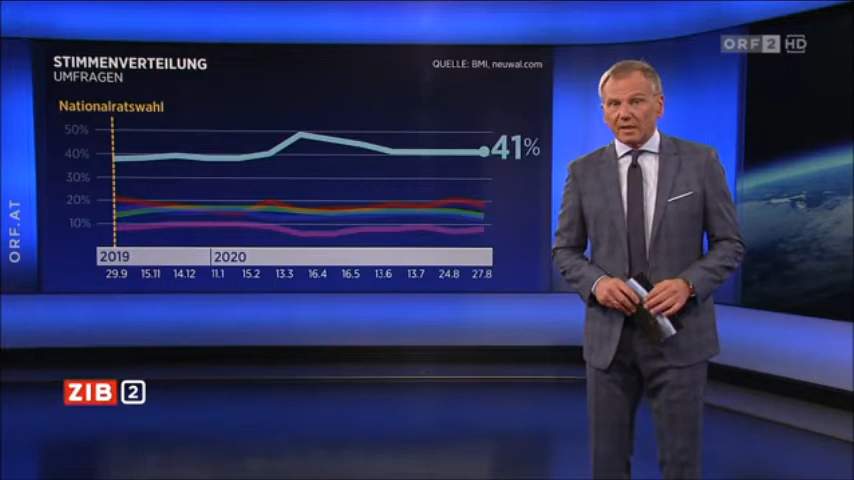 ORF 2 HD
STIMMENVERTEILUNG
UMFRAGEN
QUELLE: BMI, neuwal.com
Nationalratswahl
50%
40%
30%
20%
10%
41%
2019 2020
29.9 15.11 14.12 11.1 15.2 13.3 16.4 16.5 13.6 13.7 24.8 27.8
ORF.AT
ZIB 2